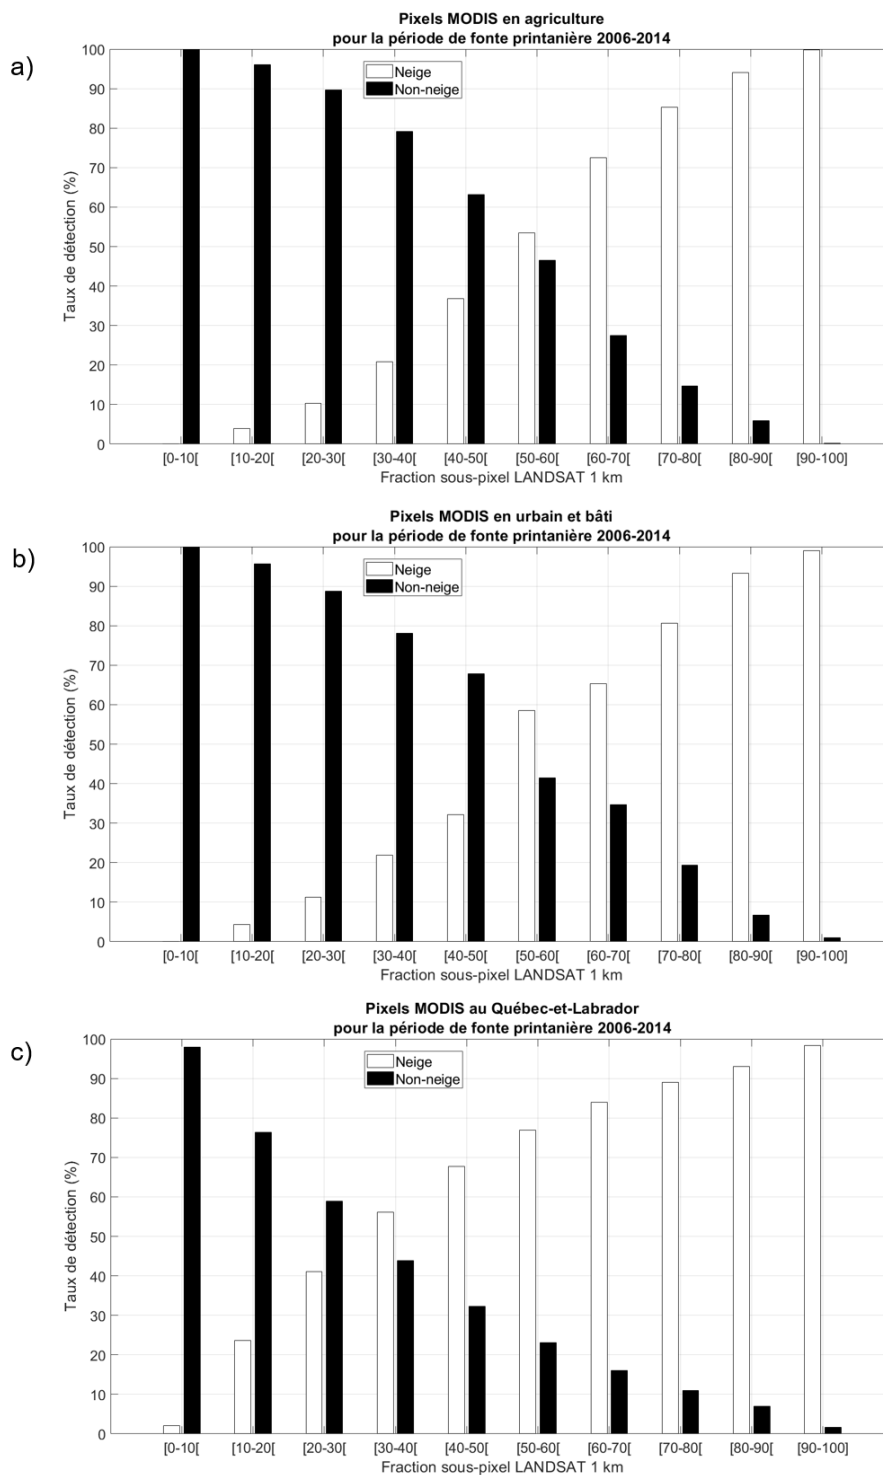 a)
Pixels MODIS en agriculture
pour la période de fonte printanière 2006-2014
Neige
Non-neige
Taux de détection (%)
100
90
80
70
60
50
40
30
20
10
0
[0-10[ [10-20[ [20-30[ [30-40[ [40-50[ [50-60[ [60-70[ [70-80[ [80-90[ [90-100]
Fraction sous-pixel LANDSAT 1 km
b)
Pixels MODIS en urbain et bâti
pour la période de fonte printanière 2006-2014
Neige
Non-neige
Taux de détection (%)
100
90
80
70
60
50
40
30
20
10
0
[0-10[ [10-20[ [20-30[ [30-40[ [40-50[ [50-60[ [60-70[ [70-80[ [80-90[ [90-100]
Fraction sous-pixel LANDSAT 1 km
c)
Pixels MODIS au Québec-et-Labrador
pour la période de fonte printanière 2006-2014
Neige
Non-neige
Taux de détection (%)
100
90
80
70
60
50
40
30
20
10
0
[0-10[ [10-20[ [20-30[ [30-40[ [40-50[ [50-60[ [60-70[ [70-80[ [80-90[ [90-100]
Fraction sous-pixel LANDSAT 1 km